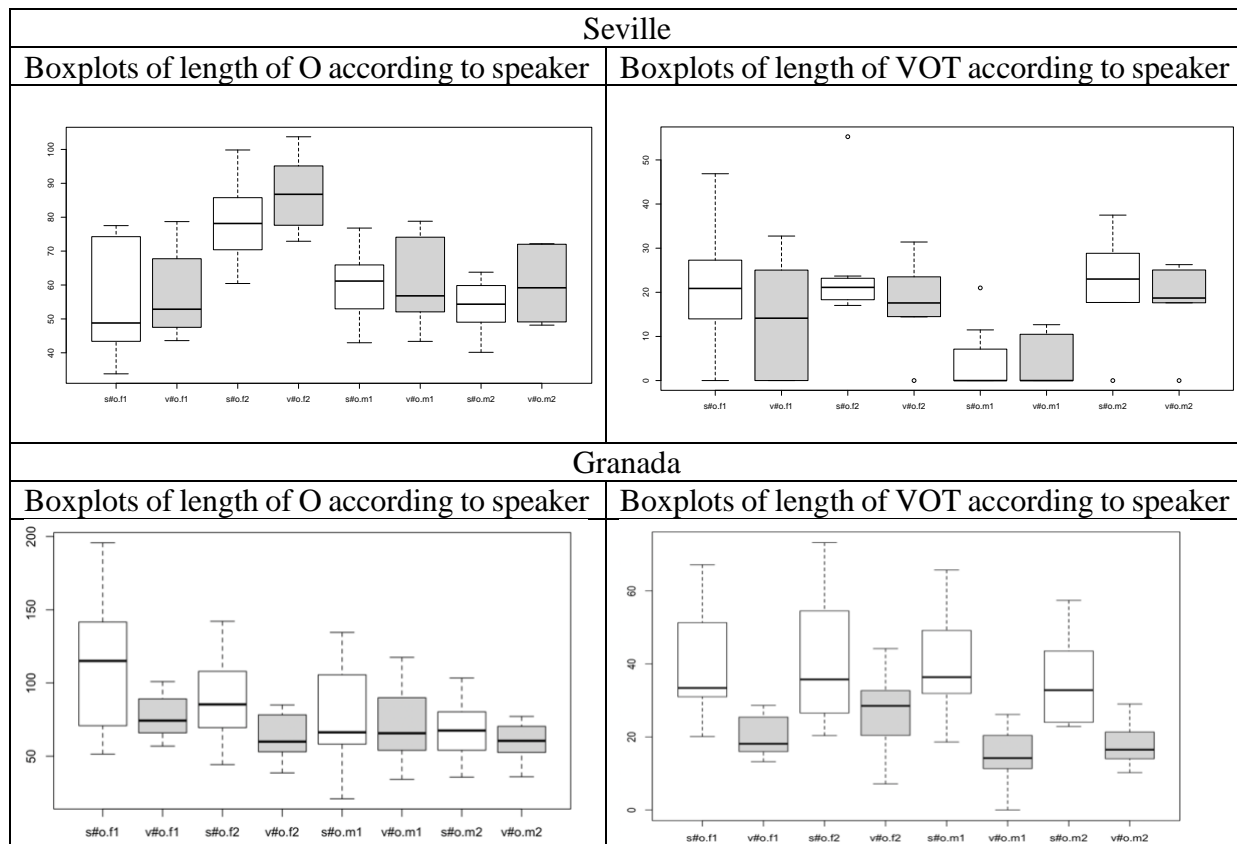 Seville
Boxplots of length of O according to speaker
Boxplots of length of VOT according to speaker
100
90
80
70
60
50
40
s#o.f1 v#o.f1 s#o.f2 v#o.f2 s#o.m1 v#o.m1 s#o.m2 v#o.m2
50
40
30
20
10
0
s#o.f1 v#o.f1 s#o.f2 v#o.f2 s#o.m1 v#o.m1 s#o.m2 v#o.m2
Granada
Boxplots of length of O according to speaker
Boxplots of length of VOT according to speaker
200
150
100
50
s#o.f1 v#o.f1 s#o.f2 v#o.f2 s#o.m1 v#o.m1 s#o.m2 v#o.m2
60
40
20
0
s#o.f1 v#o.f1 s#o.f2 v#o.f2 s#o.m1 v#o.m1 s#o.m2 v#o.m2